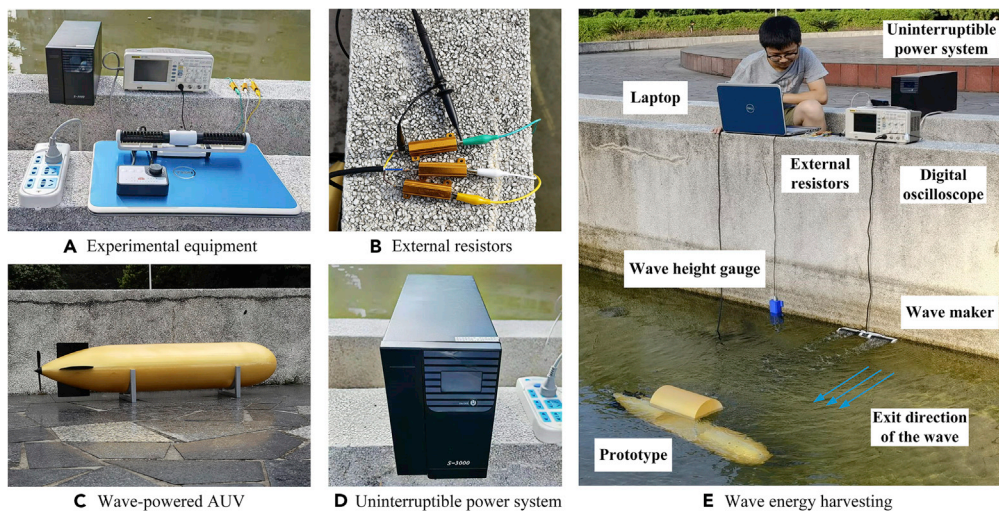 A Experimental equipment
B External resistors
C Wave-powered AUV
S-3000
D Uninterruptible power system
Uninterruptible
power system
Laptop
DELL
External
resistors
Digital
oscilloscope
Wave height gauge
Wave maker
Exit direction
of the wave
Prototype
E Wave energy harvesting